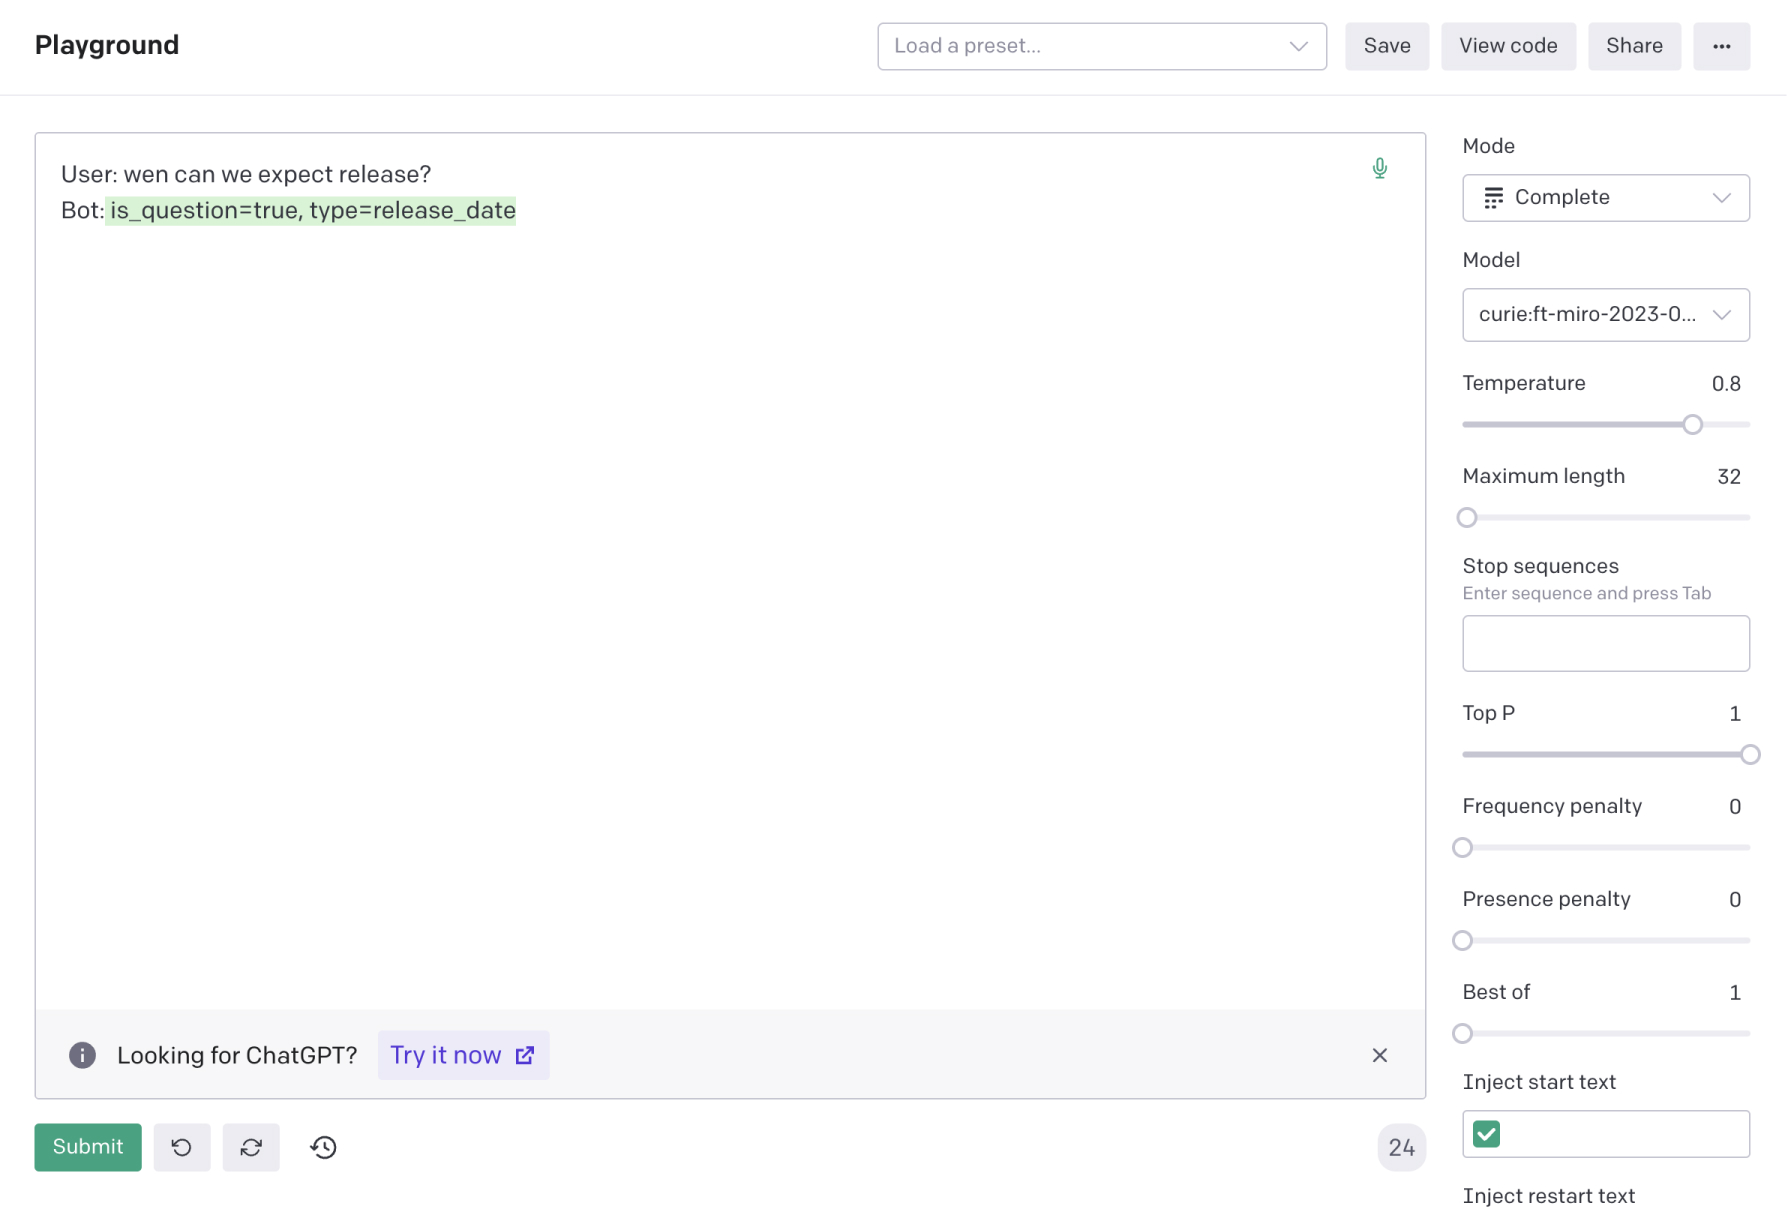 Playground
Load a preset...
Save
View code
Share
User: wen can we expect release?
Bot: is_question=true, type=release_date
Looking for ChatGPT?
Try it now
Submit
24
Mode
Complete
Model
curie:ft-miro-2023-0...
Temperature 0.8
Maximum length 32
Stop sequences
Enter sequence and press Tab
Top P 1
Frequency penalty 0
Presence penalty 0
Best of 1
Inject start text
Inject restart text